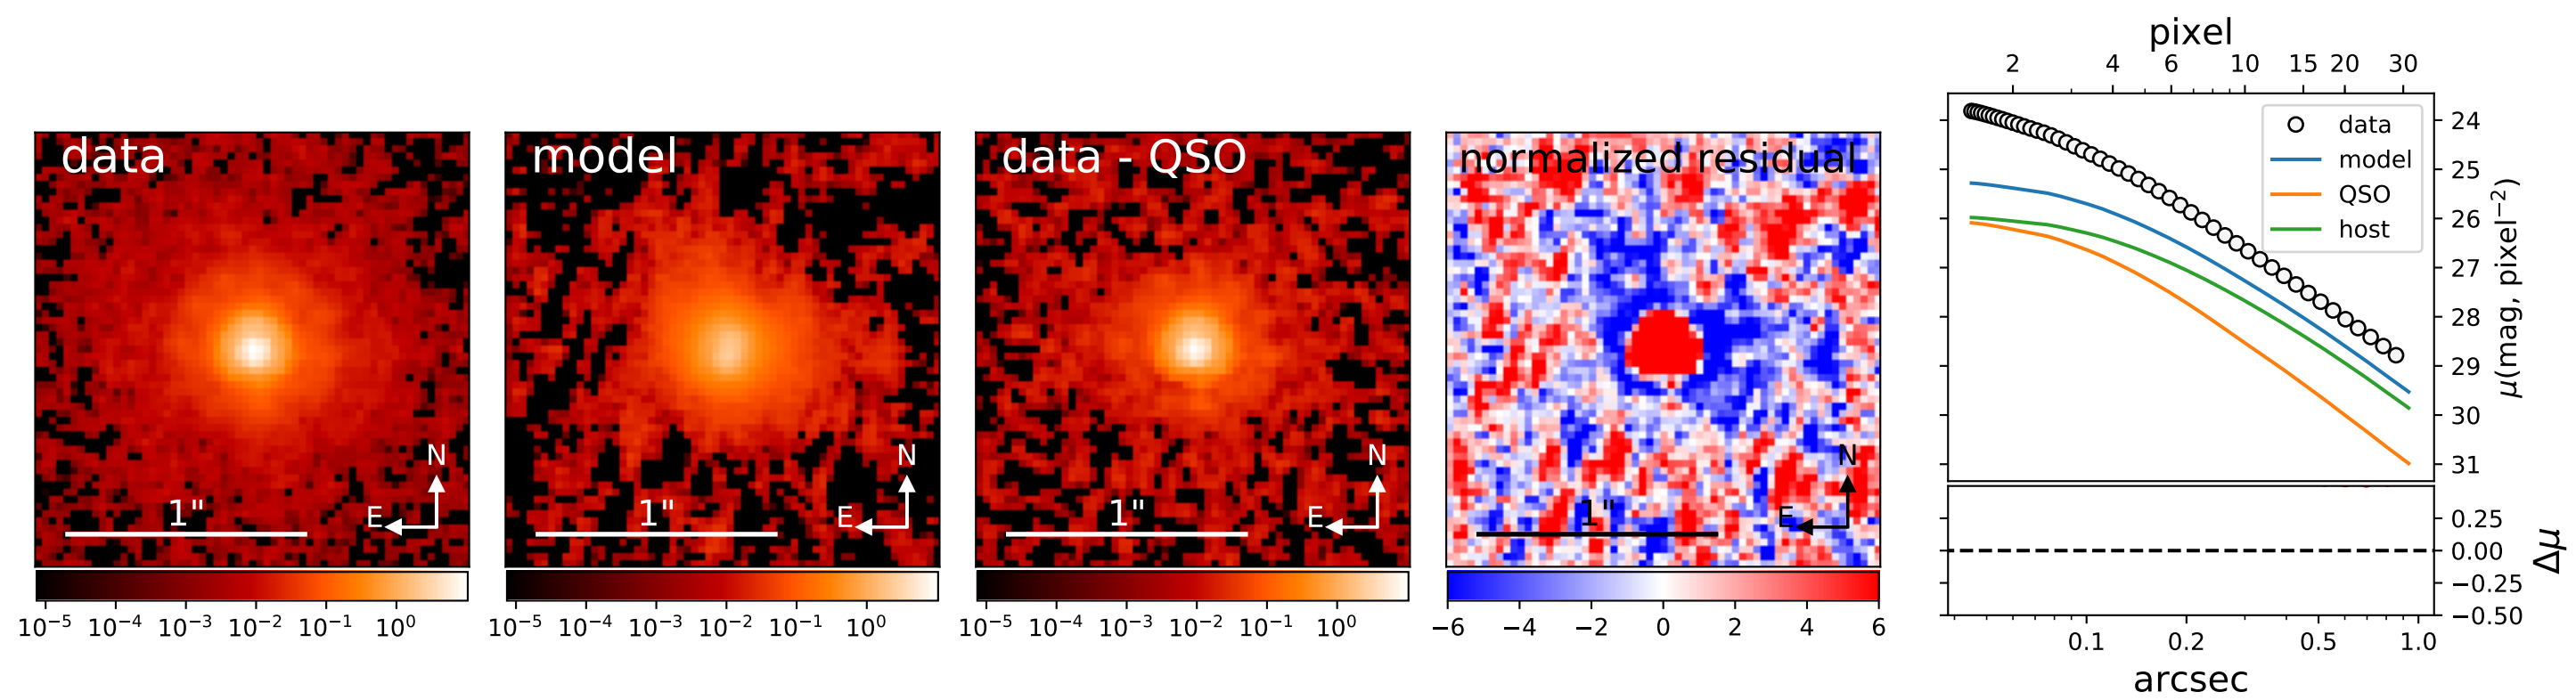 data
N
E
1"
10⁻⁵ 10⁻⁴ 10⁻³ 10⁻² 10⁻¹ 10⁰
model
N
E
1"
10⁻⁵ 10⁻⁴ 10⁻³ 10⁻² 10⁻¹ 10⁰
data - QSO
N
E
1"
10⁻⁵ 10⁻⁴ 10⁻³ 10⁻² 10⁻¹ 10⁰
normalized residual
N
E
1"
−6 −4 −2 0 2 4 6
pixel
2 4 6 10 15 20 30
data
model
QSO
host
24
25
26
27
28
29
30
31
μ(mag, pixel⁻²)
0.25
0.00
−0.25
−0.50
Δμ
0.1 0.2 0.5 1.0
arcsec